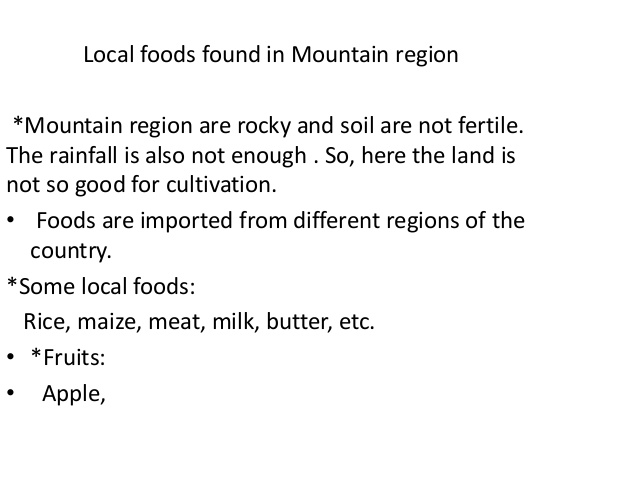 Local foods found in Mountain region
*Mountain region are rocky and soil are not fertile.
The rainfall is also not enough . So, here the land is
not so good for cultivation.
• Foods are imported from different regions of the
country.
*Some local foods:
Rice, maize, meat, milk, butter, etc.
• *Fruits:
• Apple,